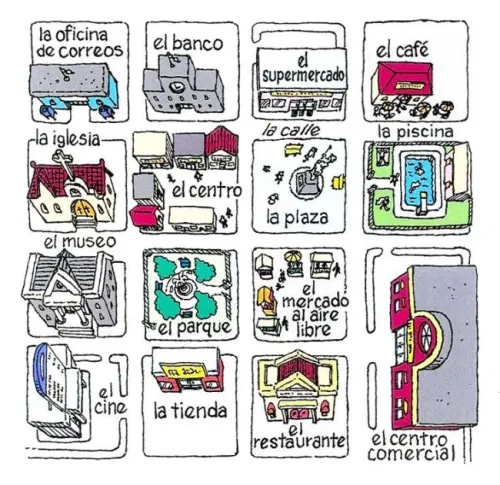 la oficina
de correos
el banco
el
supermercado
el café
la iglesia
el centro
la calle
la plaza
la piscina
el museo
el parque
el
mercado
al aire
libre
el
cine
la tienda
el
restaurante
el centro
comercial